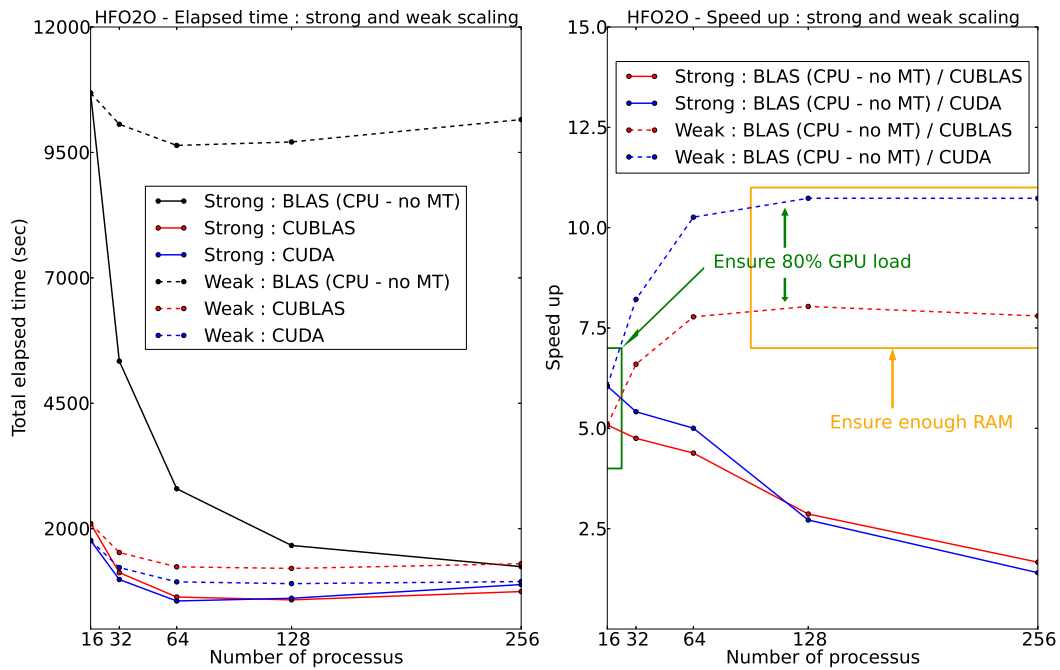 HFO2O - Elapsed time : strong and weak scaling
12000
9500
7000
4500
2000
Total elapsed time (sec)
Strong : BLAS (CPU - no MT)
Strong : CUBLAS
Strong : CUDA
Weak : BLAS (CPU - no MT)
Weak : CUBLAS
Weak : CUDA
16 32 64 128 256
Number of processus
HFO2O - Speed up : strong and weak scaling
15.0
12.5
10.0
7.5
5.0
2.5
Speed up
Strong : BLAS (CPU - no MT) / CUBLAS
Strong : BLAS (CPU - no MT) / CUDA
Weak : BLAS (CPU - no MT) / CUBLAS
Weak : BLAS (CPU - no MT) / CUDA
Ensure 80% GPU load
Ensure enough RAM
16 32 64 128 256
Number of processus